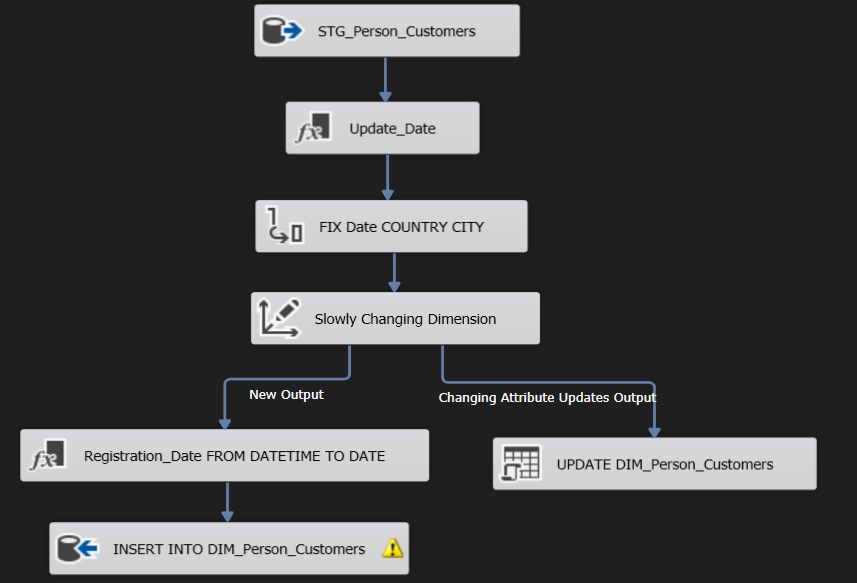 STG_Person_Customers
Update_Date
FIX Date COUNTRY CITY
Slowly Changing Dimension
New Output
Changing Attribute Updates Output
Registration_Date FROM DATETIME TO DATE
UPDATE DIM_Person_Customers
INSERT INTO DIM_Person_Customers